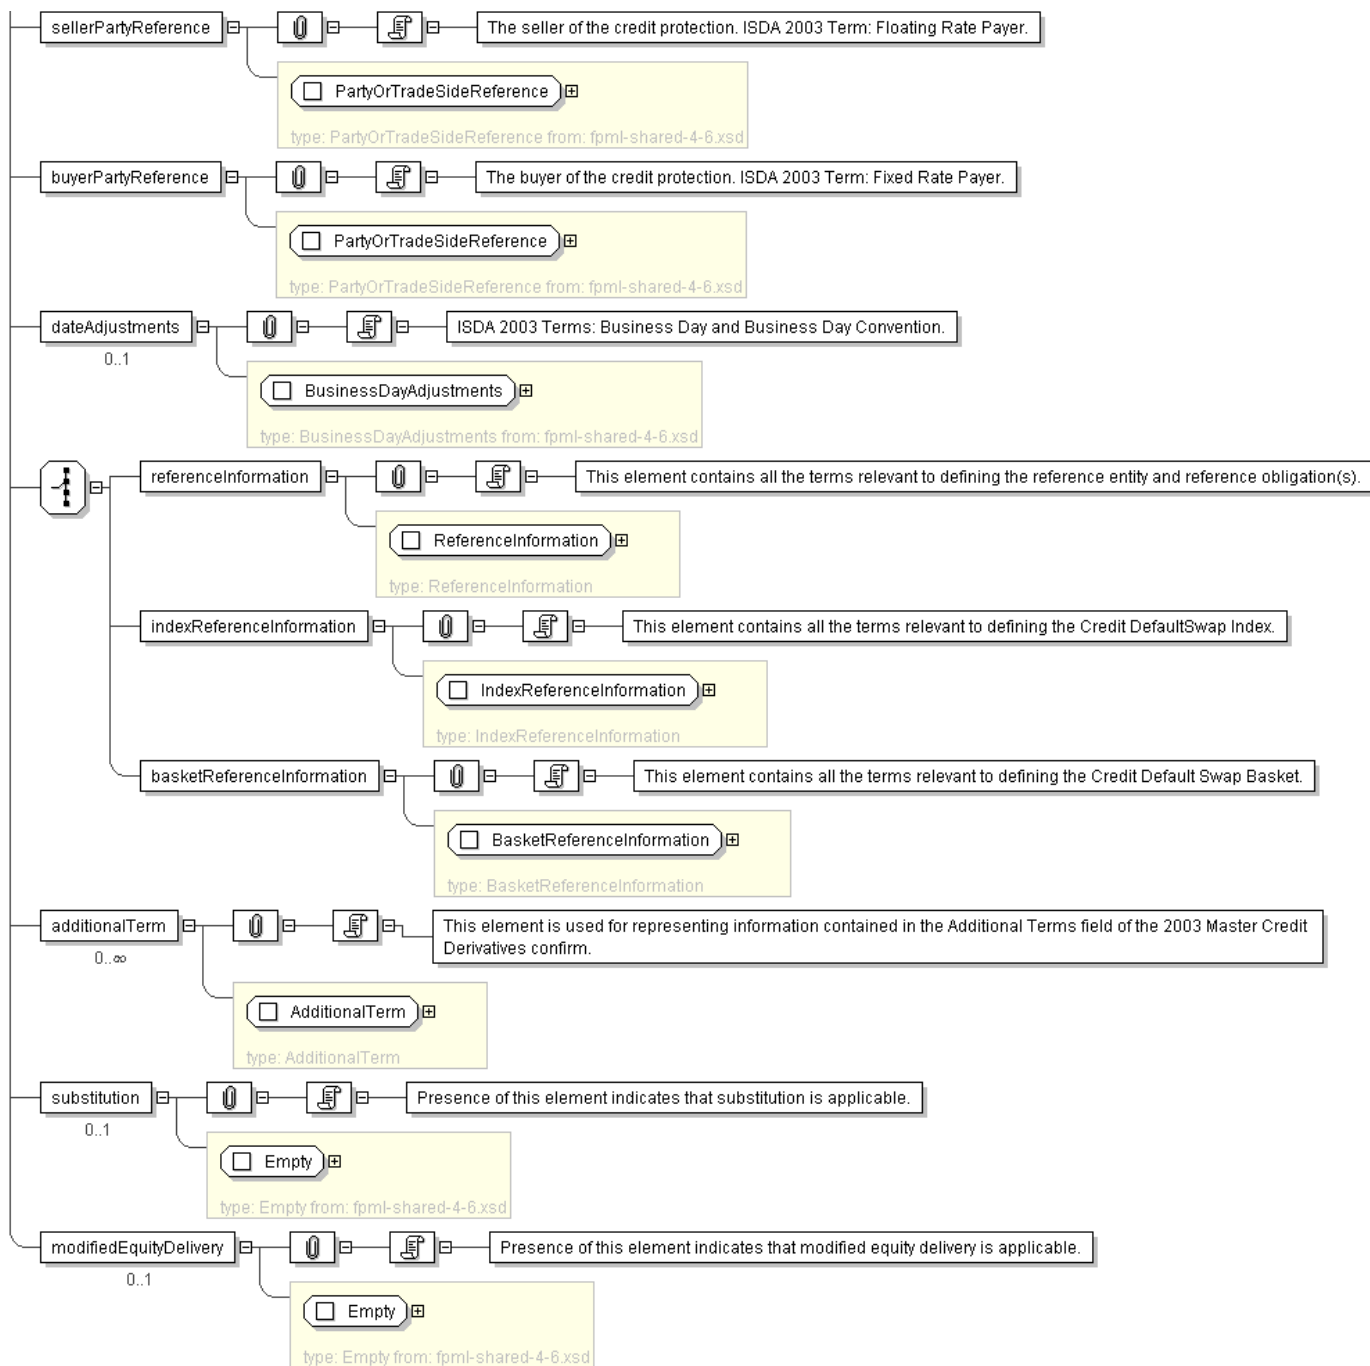 sellerPartyReference
The seller of the credit protection. ISDA 2003 Term: Floating Rate Payer.
PartyOrTradeSideReference
type: PartyOrTradeSideReference from: fpml-shared-4-6.xsd
buyerPartyReference
The buyer of the credit protection. ISDA 2003 Term: Fixed Rate Payer.
PartyOrTradeSideReference
type: PartyOrTradeSideReference from: fpml-shared-4-6.xsd
dateAdjustments
ISDA 2003 Terms: Business Day and Business Day Convention.
0..1
BusinessDayAdjustments
type: BusinessDayAdjustments from: fpml-shared-4-6.xsd
referenceInformation
This element contains all the terms relevant to defining the reference entity and reference obligation(s).
ReferenceInformation
type: ReferenceInformation
indexReferenceInformation
This element contains all the terms relevant to defining the Credit DefaultSwap Index.
IndexReferenceInformation
type: IndexReferenceInformation
basketReferenceInformation
This element contains all the terms relevant to defining the Credit Default Swap Basket.
BasketReferenceInformation
type: BasketReferenceInformation
additionalTerm
This element is used for representing information contained in the Additional Terms field of the 2003 Master Credit
Derivatives confirm.
0..∞
AdditionalTerm
type: AdditionalTerm
substitution
Presence of this element indicates that substitution is applicable.
0..1
Empty
type: Empty from: fpml-shared-4-6.xsd
modifiedEquityDelivery
Presence of this element indicates that modified equity delivery is applicable.
0..1
Empty
type: Empty from: fpml-shared-4-6.xsd